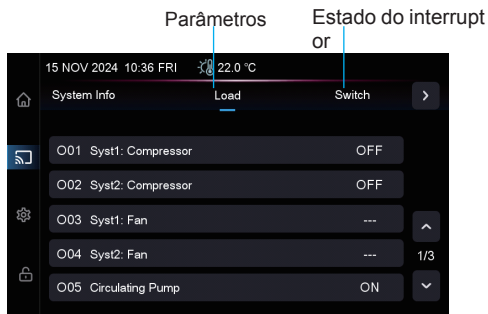 Parâmetros
Estado do interrupt
or
15 NOV 2024 10:36 FRI 22.0 °C
System Info Load Switch
O01 Syst1: Compressor OFF
O02 Syst2: Compressor OFF
O03 Syst1: Fan ---
O04 Syst2: Fan ---
1/3
O05 Circulating Pump ON